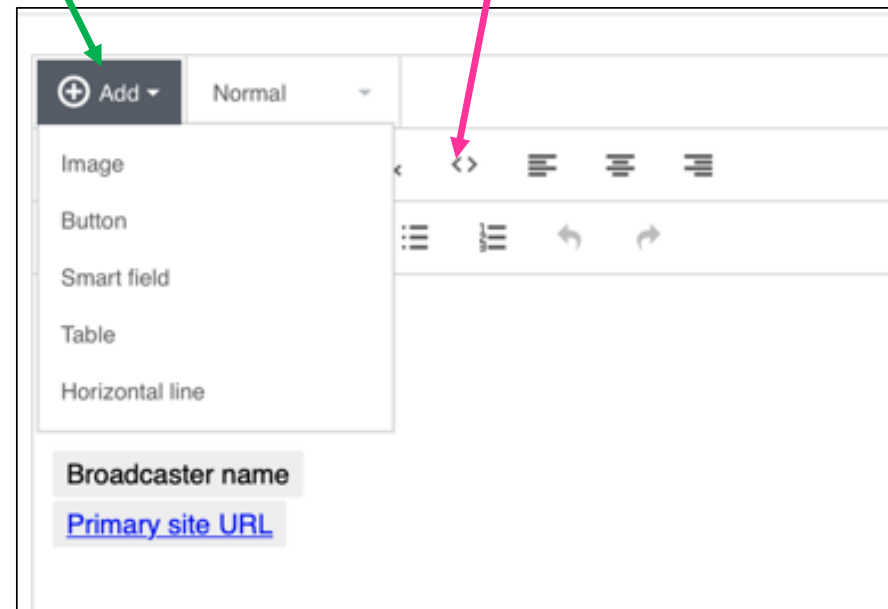 Add
Normal
Image
Button
Smart field
Table
Horizontal line
Broadcaster name
Primary site URL